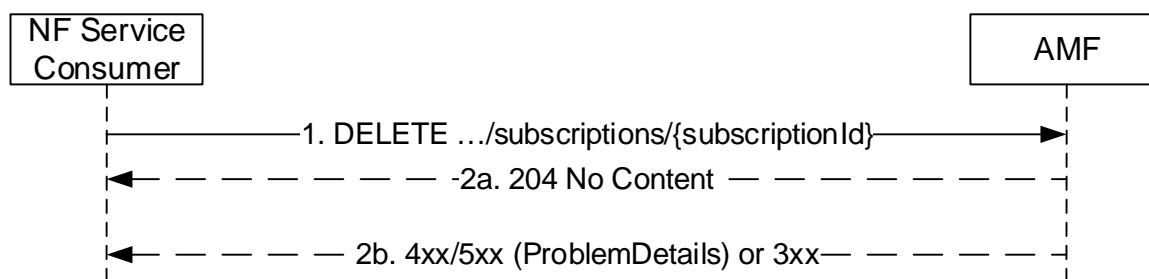 NF Service
Consumer
AMF
1. DELETE …/subscriptions/{subscriptionId}
2a. 204 No Content
2b. 4xx/5xx (ProblemDetails) or 3xx